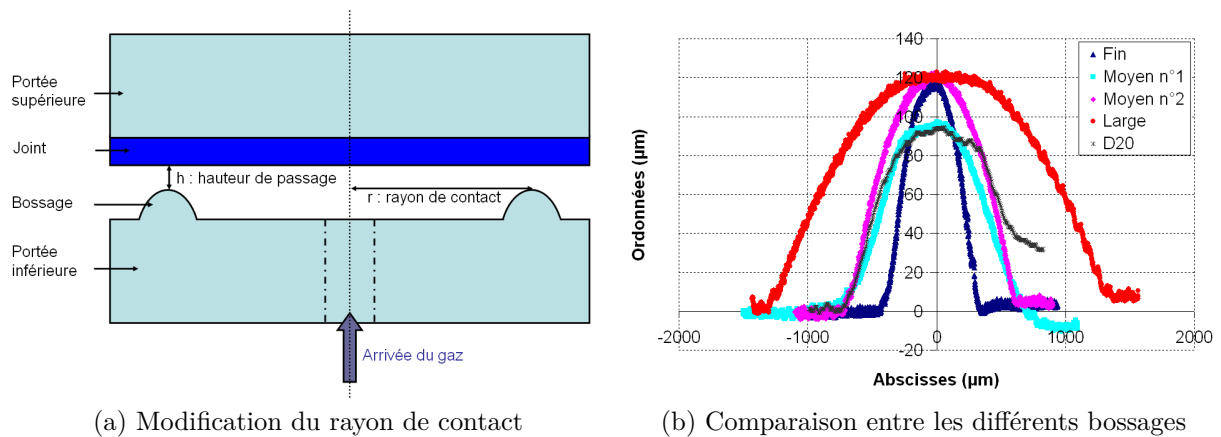 Portée
supérieure
Joint
h : hauteur de passage
Bossage
r : rayon de contact
Portée
inférieure
Arrivée du gaz
(a) Modification du rayon de contact
140
120
100
80
60
40
20
0
-20
-2000
-1000
0
1000
2000
Ordonnées (µm)
Abscisses (µm)
Fin
Moyen n°1
Moyen n°2
Large
D20
(b) Comparaison entre les différents bossages